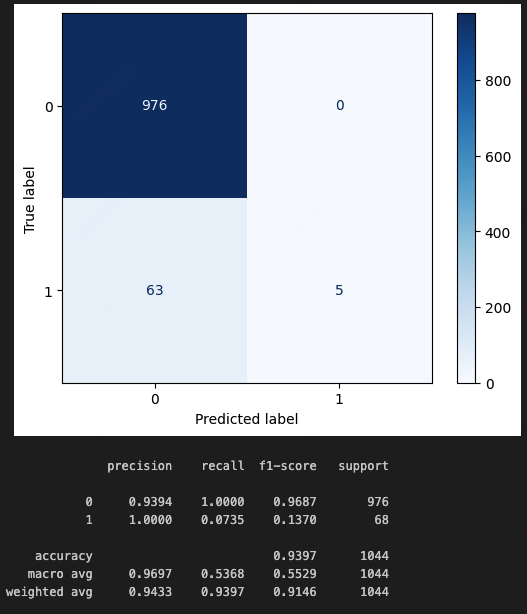 976 0
0
800
600
True label
400
63 5
1
200
0
0 1
Predicted label
precision recall f1-score support
0 0.9394 1.0000 0.9687 976
1 1.0000 0.0735 0.1370 68
accuracy 0.9397 1044
macro avg 0.9697 0.5368 0.5529 1044
weighted avg 0.9433 0.9397 0.9146 1044